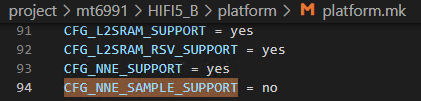 project > mt6991 > HIFI5_B > platform > M platform.mk
91 CFG_L2SRAM_SUPPORT = yes
92 CFG_L2SRAM_RSV_SUPPORT = yes
93 CFG_NNE_SUPPORT = yes
94 CFG_NNE_SAMPLE_SUPPORT = no